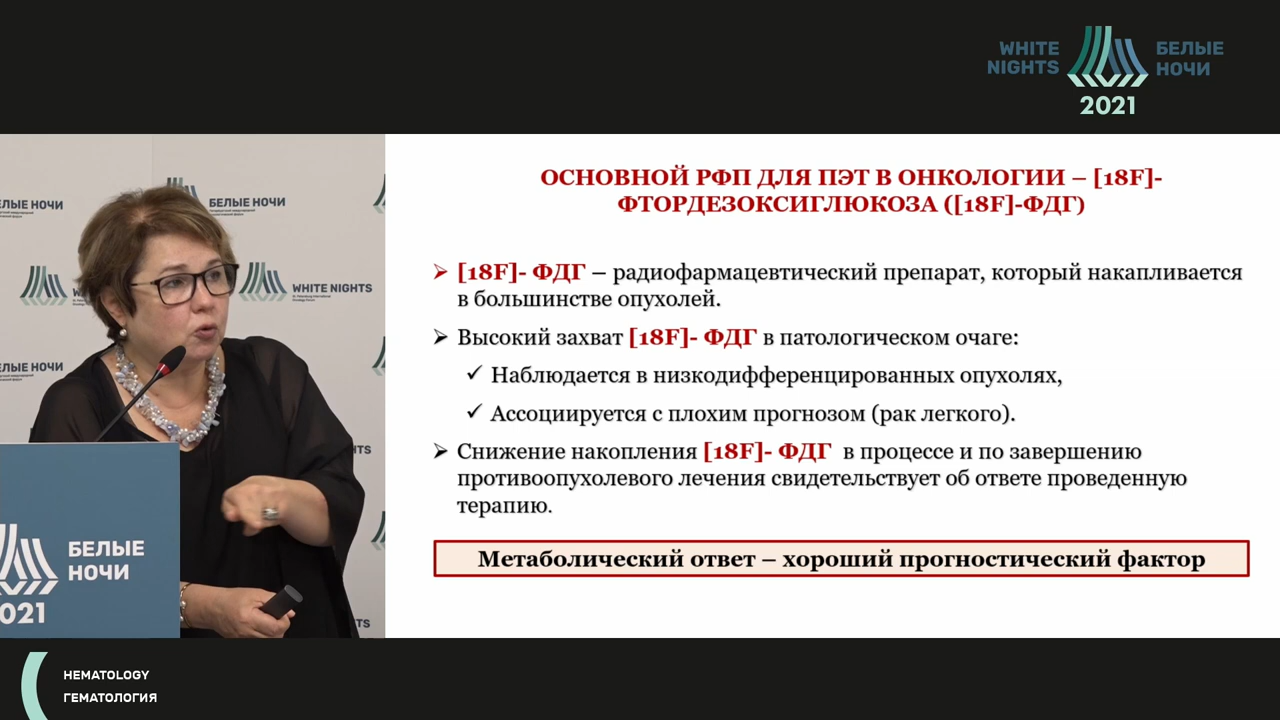 WHITE
NIGHTS
БЕЛЫЕ
НОЧИ
2021
ОСНОВНОЙ РФП ДЛЯ ПЭТ В ОНКОЛОГИИ – [18F]-
ФТОРДЕЗОКСИГЛЮКОЗА ([18F]-ФДГ)
[18F]- ФДГ – радиофармацевтический препарат, который накапливается
в большинстве опухолей.
Высокий захват [18F]- ФДГ в патологическом очаге:
Наблюдается в низкодифференцированных опухолях,
Ассоциируется с плохим прогнозом (рак легкого).
Снижение накопления [18F]- ФДГ в процессе и по завершению
противоопухолевого лечения свидетельствует об ответе проведенную
терапию.
Метаболический ответ – хороший прогностический фактор
БЕЛЫЕ НОЧИ
WHITE NIGHTS
БЕЛЫЕ
НОЧИ
HEMATOLOGY
ГЕМАТОЛОГИЯ